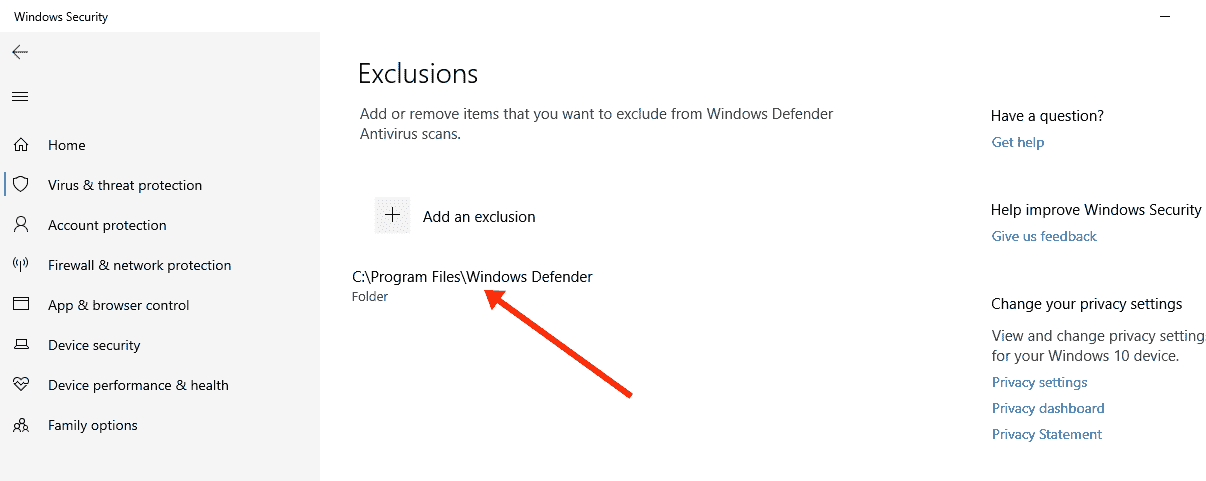 Windows Security
Home
Virus & threat protection
Account protection
Firewall & network protection
App & browser control
Device security
Device performance & health
Family options
Exclusions
Add or remove items that you want to exclude from Windows Defender
Antivirus scans.
Add an exclusion
C:\Program Files\Windows Defender
Folder
Have a question?
Get help
Help improve Windows Security
Give us feedback
Change your privacy settings
View and change privacy setting
for your Windows 10 device.
Privacy settings
Privacy dashboard
Privacy Statement